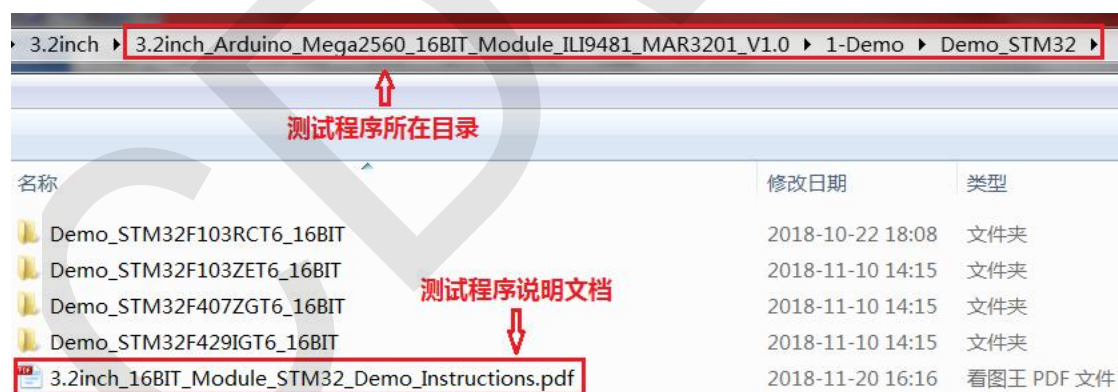 3.2inch ▸ 3.2inch_Arduino_Mega2560_16BIT_Module_ILI9481_MAR3201_V1.0 ▸ 1-Demo ▸ Demo_STM32 ▸
测试程序所在目录
名称 修改日期 类型
Demo_STM32F103RCT6_16BIT 2018-10-22 18:08 文件夹
Demo_STM32F103ZET6_16BIT 2018-11-10 14:15 文件夹
测试程序说明文档
Demo_STM32F407ZGT6_16BIT 2018-11-10 14:15 文件夹
Demo_STM32F429IGT6_16BIT 2018-11-10 14:15 文件夹
3.2inch_16BIT_Module_STM32_Demo_Instructions.pdf 2018-11-20 16:16 看图王 PDF 文件